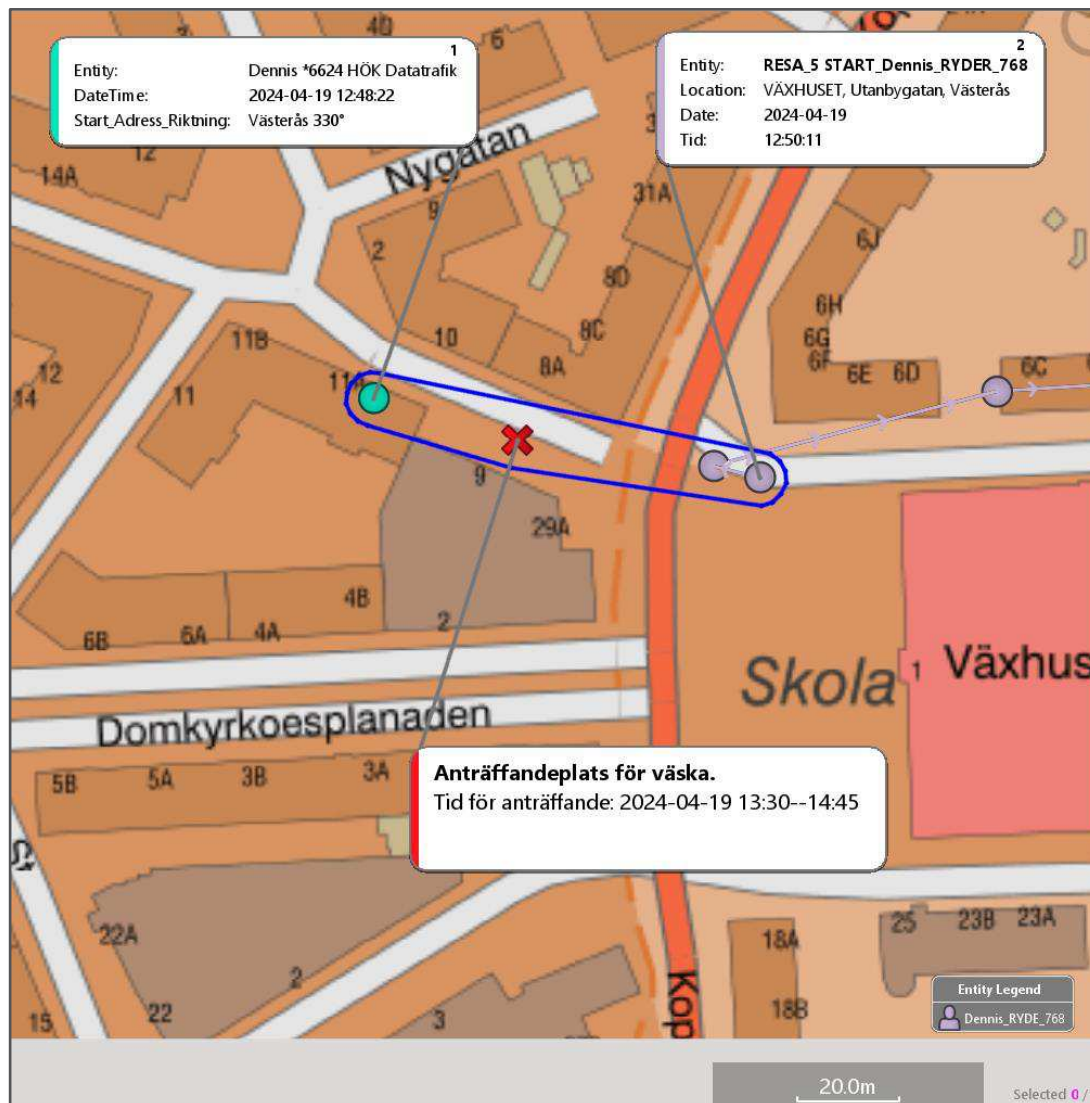 1
Entity: Dennis *6624 HÖK Datatrafik
DateTime: 2024-04-19 12:48:22
Start_Adress_Riktning: Västerås 330°
2
Entity: RESA_5 START_Dennis_RYDER_768
Location: VÄXHUSET, Utanbygatan, Västerås
Date: 2024-04-19
Tid: 12:50:11
4D
6
12
14A
Nygatan
9
2
31A
8D
8C
10
8A
6J
6H
6G
6F
6E
6D
6C
12
14
11B
11
9
29A
4B
2
6B
6A
4A
Skola
1
Växhus
Domkyrkoesplanaden
5B
5A
3B
3A
Anträffandeplats för väska.
Tid för anträffande: 2024-04-19 13:30--14:45
22A
2
22
15
3
18A
18B
25
23B
23A
Kop
Entity Legend
Dennis_RYDE_768
20.0m
Selected 0 /